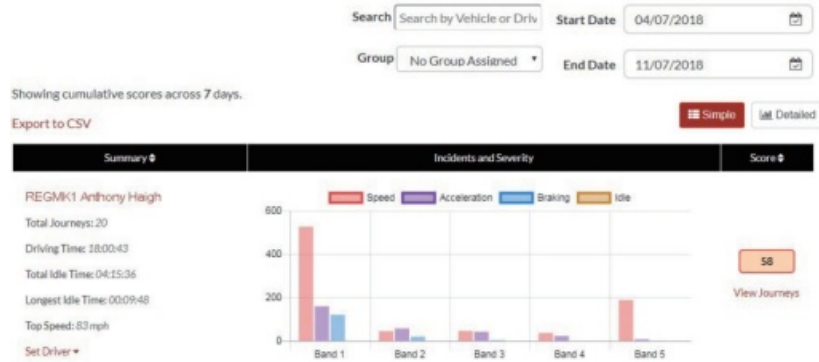 Search Search by Vehicle or Driv Start Date 04/07/2018
Group No Group Assigned End Date 11/07/2018
Showing cumulative scores across 7 days.
Export to CSV
Simple Detailed
Summary Incidents and Severity Score
REGMK1 Anthony Haigh
Speed Acceleration Braking Idle
Total Journeys: 20
Driving Time: 18:00:43
Total Idle Time: 04:15:36
Longest Idle Time: 00:09:48
Top Speed: 83 mph
Set Driver
600
400
200
0
Band 1 Band 2 Band 3 Band 4 Band 5
58
View Journeys